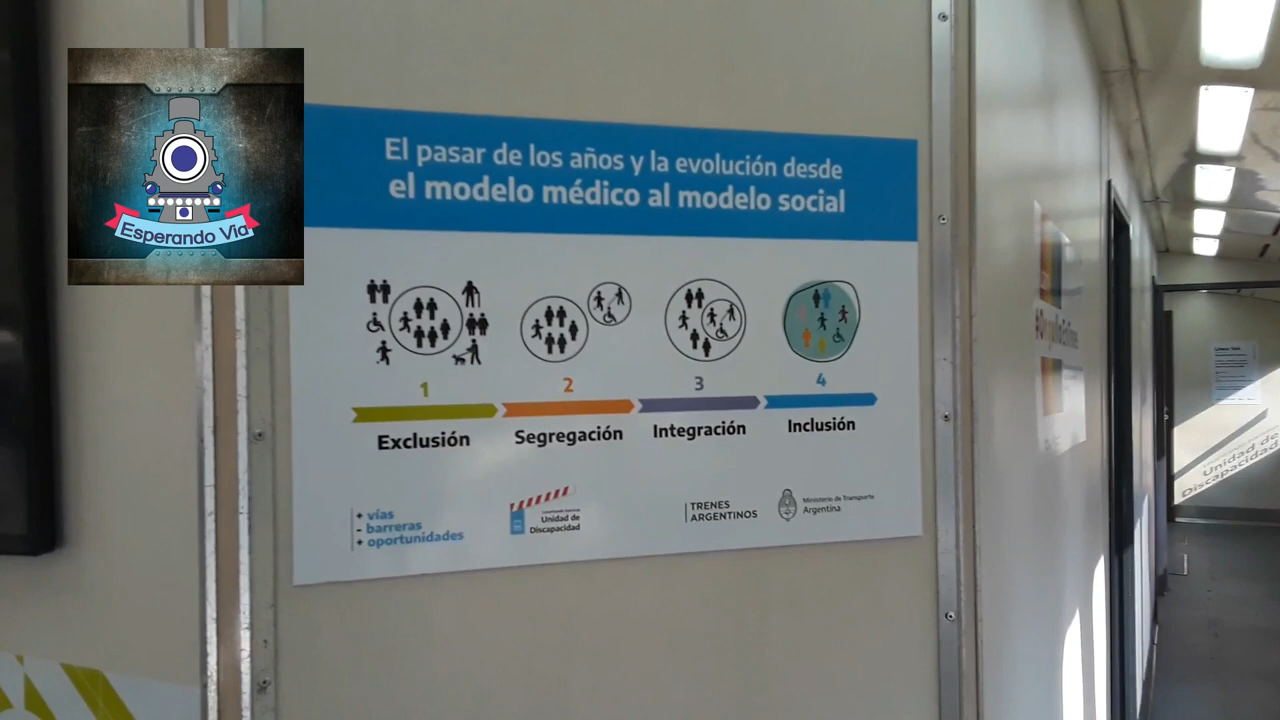 Esperando Vía
El pasar de los años y la evolución desde
el modelo médico al modelo social
1
2
3
4
Exclusión
Segregación
Integración
Inclusión
+ vías
- barreras
+ oportunidades
Unidad de
Discapacidad
TRENES
ARGENTINOS
Ministerio de Transporte
Argentina
Unidad de
Discapacidad